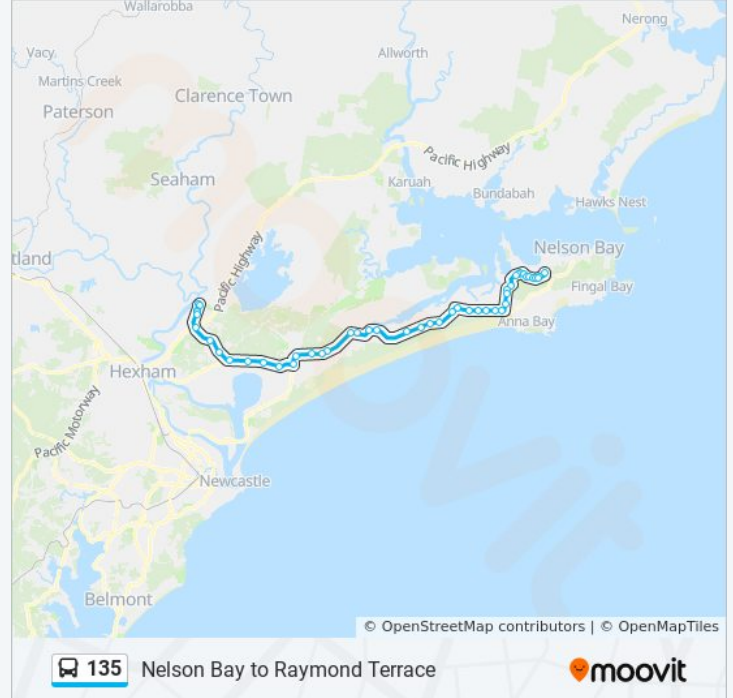 Wallarobba
Nerong
Vacy.
Allworth
Martins Creek
Clarence Town
Paterson
Pacific Highway
Seaham
Karuah
Bundabah
Hawks Nest
tland
Pacific Highway
Nelson Bay
Fingal Bay
Anna Bay
Hexham
Pacific Motorway
Newcastle
Belmont
moovit
© OpenStreetMap contributors | © OpenMapTiles
135 Nelson Bay to Raymond Terrace moovit